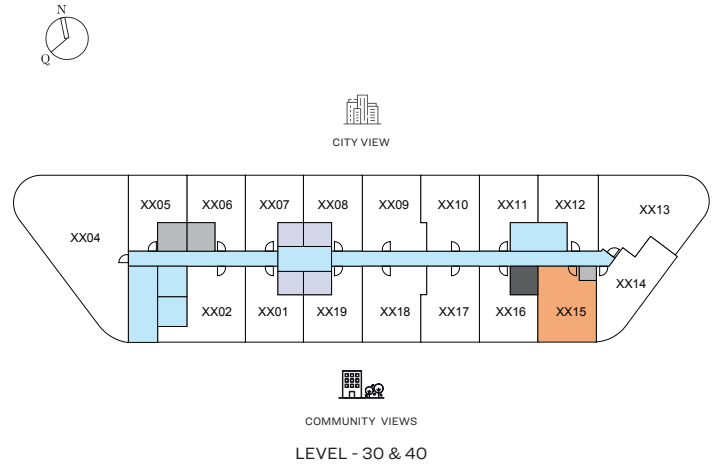 N
Q
CITY VIEW
XX05 XX06 XX07 XX08 XX09 XX10 XX11 XX12 XX13
XX04
XX14
XX02 XX01 XX19 XX18 XX17 XX16 XX15
COMMUNITY VIEWS
LEVEL - 30 & 40